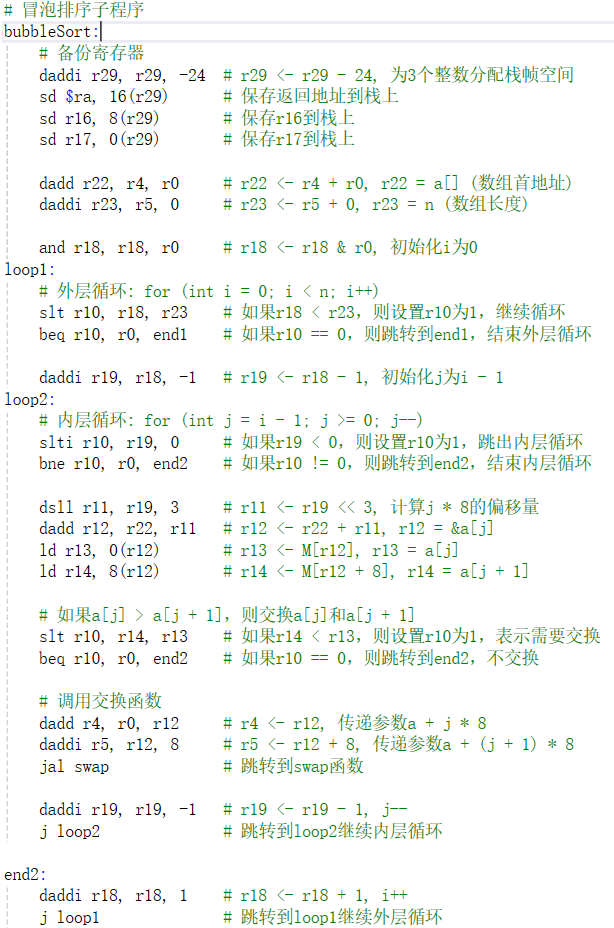 # 冒泡排序子程序
bubbleSort:
# 备份寄存器
daddi r29, r29, -24 # r29 <- r29 - 24, 为3个整数分配栈帧空间
sd $ra, 16(r29) # 保存返回地址到栈上
sd r16, 8(r29) # 保存r16到栈上
sd r17, 0(r29) # 保存r17到栈上
dadd r22, r4, r0 # r22 <- r4 + r0, r22 = a[] (数组首地址)
daddi r23, r5, 0 # r23 <- r5 + 0, r23 = n (数组长度)
and r18, r18, r0 # r18 <- r18 & r0, 初始化i为0
loop1:
# 外层循环: for (int i = 0; i < n; i++)
slt r10, r18, r23 # 如果r18 < r23，则设置r10为1，继续循环
beq r10, r0, end1 # 如果r10 == 0，则跳转到end1，结束外层循环
daddi r19, r18, -1 # r19 <- r18 - 1, 初始化j为i - 1
loop2:
# 内层循环: for (int j = i - 1; j >= 0; j--)
slti r10, r19, 0 # 如果r19 < 0，则设置r10为1，跳出内层循环
bne r10, r0, end2 # 如果r10 != 0，则跳转到end2，结束内层循环
dsll r11, r19, 3 # r11 <- r19 << 3, 计算j * 8的偏移量
dadd r12, r22, r11 # r12 <- r22 + r11, r12 = &a[j]
ld r13, 0(r12) # r13 <- M[r12], r13 = a[j]
ld r14, 8(r12) # r14 <- M[r12 + 8], r14 = a[j + 1]
# 如果a[j] > a[j + 1]，则交换a[j]和a[j + 1]
slt r10, r14, r13 # 如果r14 < r13，则设置r10为1，表示需要交换
beq r10, r0, end2 # 如果r10 == 0，则跳转到end2，不交换
# 调用交换函数
dadd r4, r0, r12 # r4 <- r12, 传递参数a + j * 8
daddi r5, r12, 8 # r5 <- r12 + 8, 传递参数a + (j + 1) * 8
jal swap # 跳转到swap函数
daddi r19, r19, -1 # r19 <- r19 - 1, j--
j loop2 # 跳转到loop2继续内层循环
end2:
daddi r18, r18, 1 # r18 <- r18 + 1, i++
j loop1 # 跳转到loop1继续外层循环